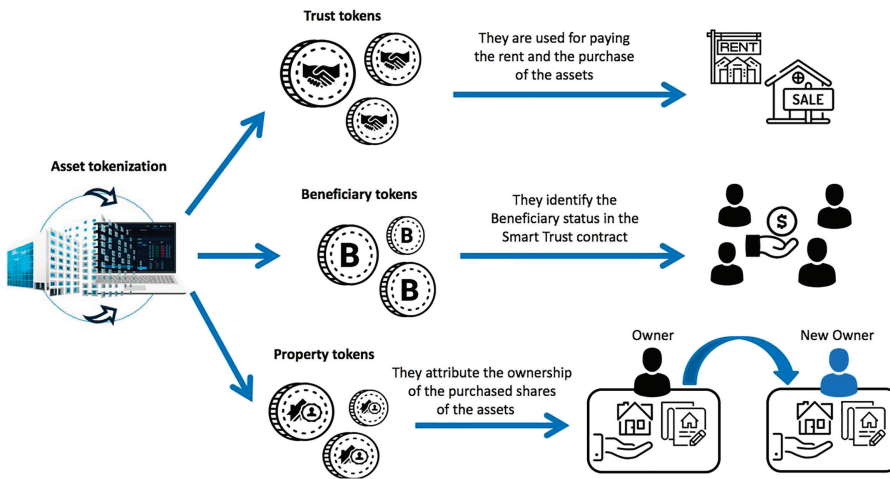 Trust tokens
They are used for paying
the rent and the purchase
of the assets
RENT
SALE
Asset tokenization
Beneficiary tokens
They identify the
Beneficiary status in the
Smart Trust contract
B
B
B
$
Property tokens
They attribute the ownership
of the purchased shares
of the assets
Owner
New Owner